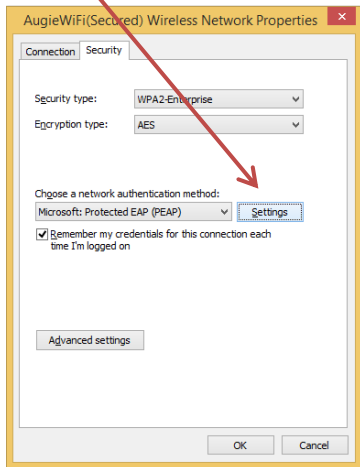 AugieWiFi(Secured) Wireless Network Properties
Connection Security
Security type: WPA2-Enterprise
Encryption type: AES
Choose a network authentication method:
Microsoft: Protected EAP (PEAP) Settings
Remember my credentials for this connection each
time I'm logged on
Advanced settings
OK Cancel